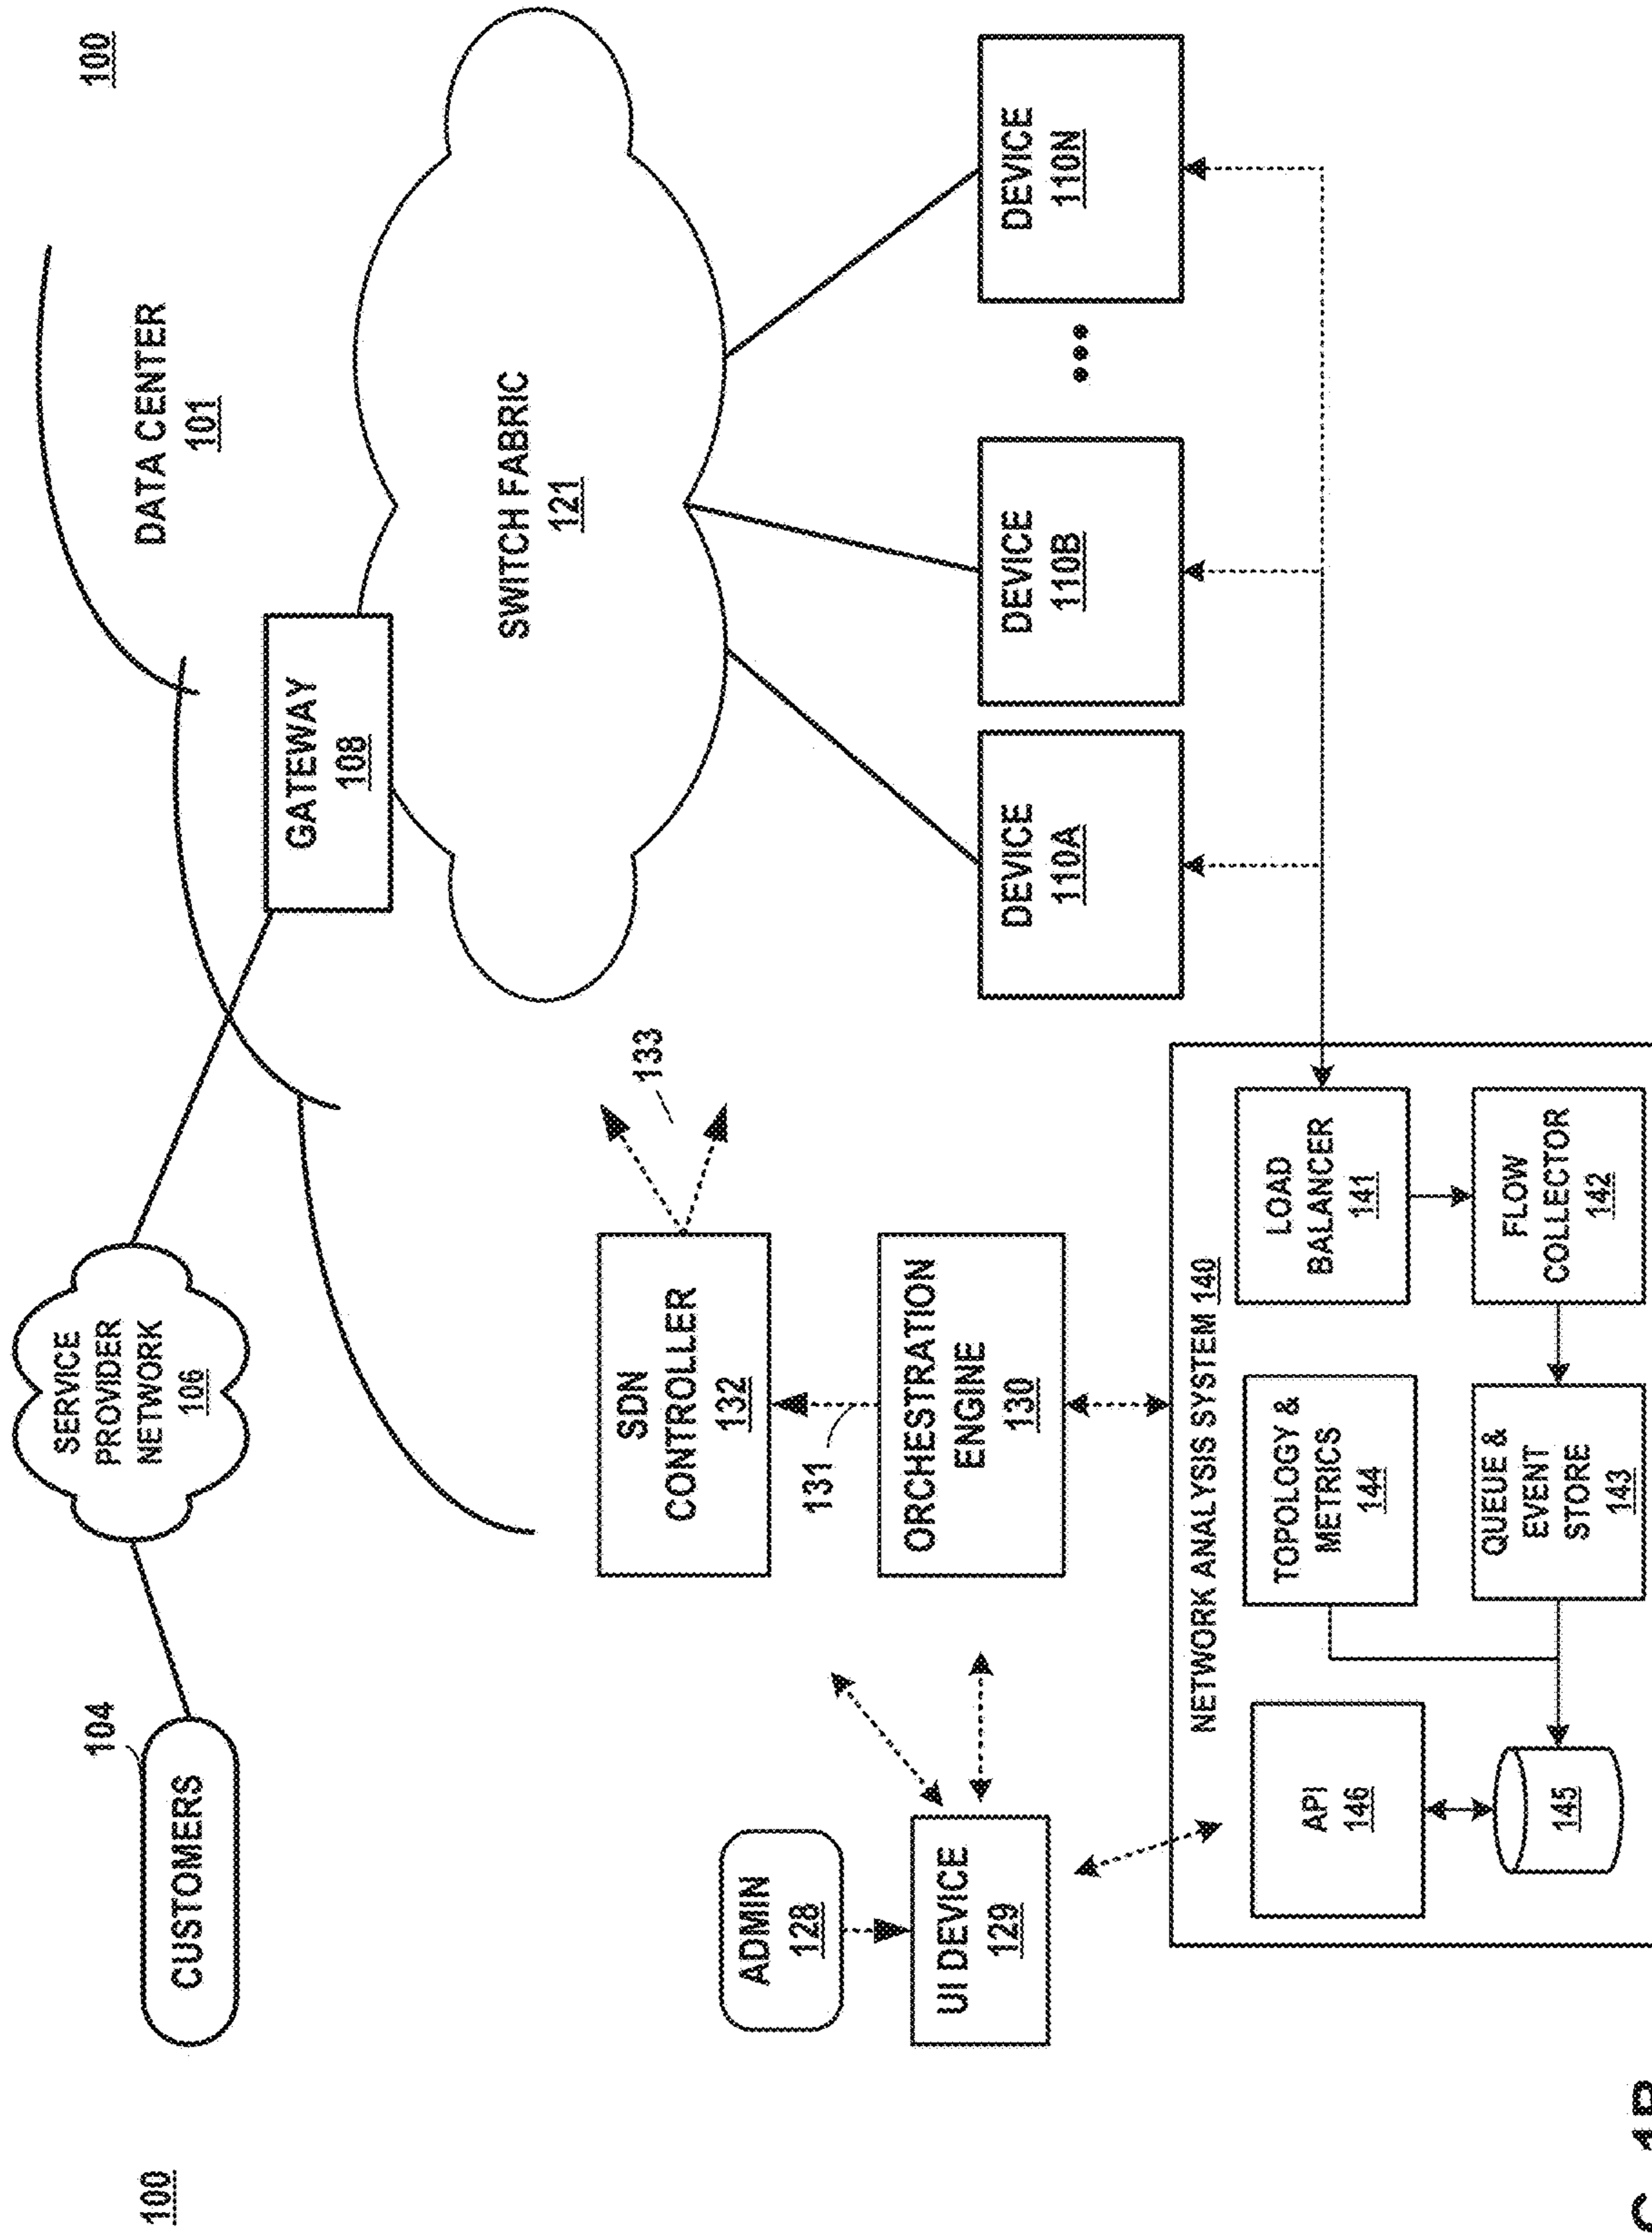 100
100
CUSTOMERS
104
SERVICE
PROVIDER
NETWORK
106
DATA CENTER
101
GATEWAY
108
SWITCH FABRIC
121
SDN
CONTROLLER
132
133
131
ORCHESTRATION
ENGINE
130
ADMIN
128
UI DEVICE
129
DEVICE
110A
DEVICE
110B
DEVICE
110N
NETWORK ANALYSIS SYSTEM 140
API
146
TOPOLOGY &
METRICS
144
LOAD
BALANCER
141
145
QUEUE &
EVENT
STORE
143
FLOW
COLLECTOR
142